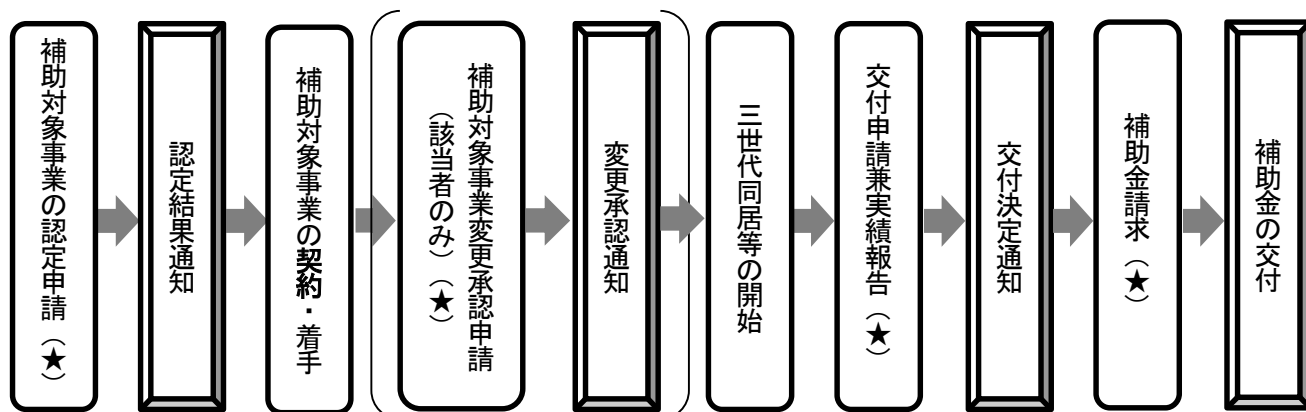 補助対象事業の認定申請（★）
認定結果通知
補助対象事業の契約・着手
補助対象事業変更承認申請
（該当者のみ）（★）
変更承認通知
三世代同居等の開始
交付申請兼実績報告（★）
交付決定通知
補助金請求（★）
補助金の交付